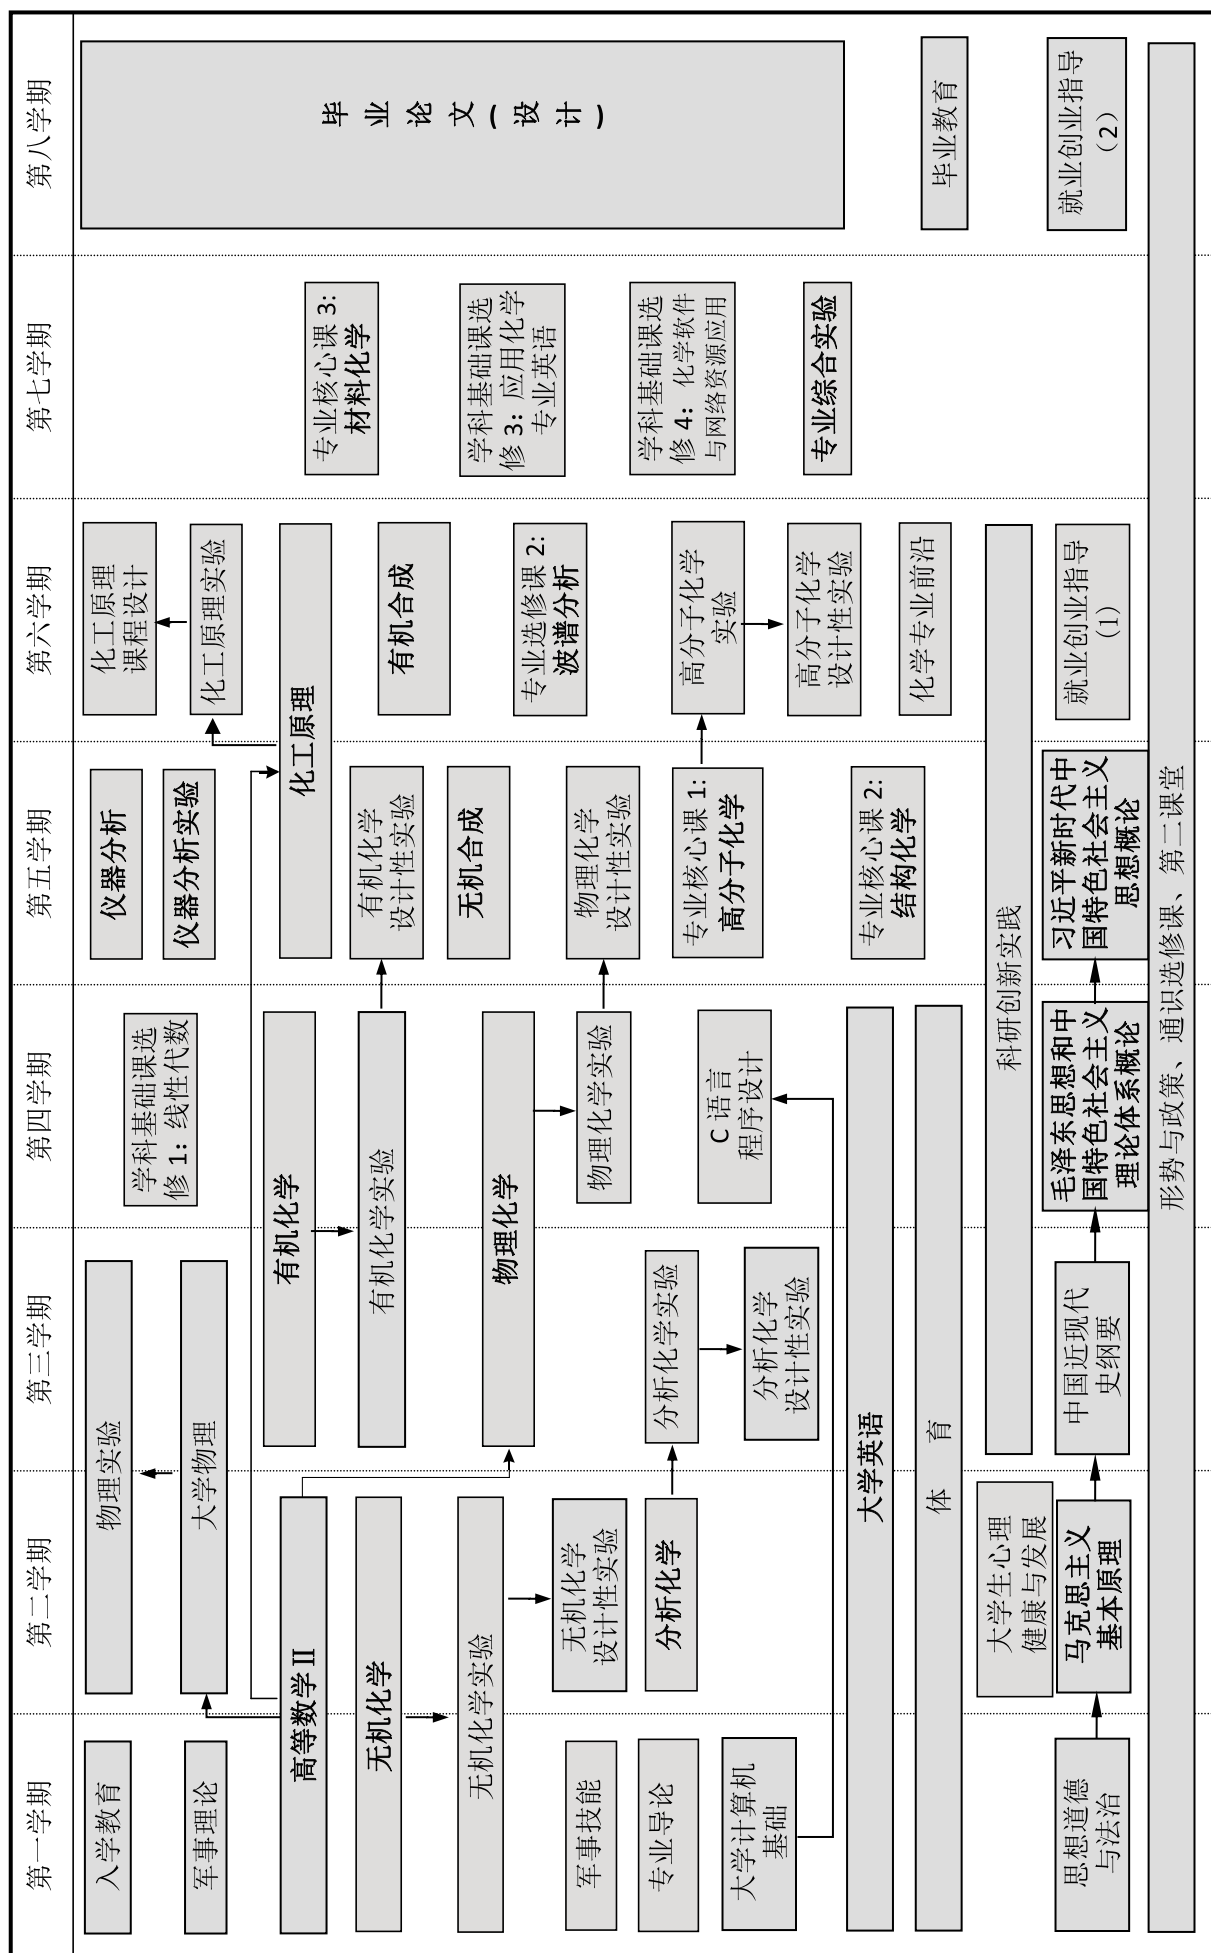 第一学期
第二学期
第三学期
第四学期
第五学期
第六学期
第七学期
第八学期
入学教育
军事理论
高等数学Ⅱ
无机化学
无机化学实验
军事技能
专业导论
大学计算机
基础
大学英语
体 育
思想道德
与法治
形势与政策、通识选修课、第二课堂
物理实验
大学物理
无机化学
设计性实验
分析化学
大学生心理
健康与发展
马克思主义
基本原理
有机化学
有机化学实验
物理化学
分析化学实验
分析化学
设计性实验
科研创新实践
中国近现代
史纲要
学科基础课选
修 1：线性代数
物理化学实验
C 语言
程序设计
毛泽东思想和中
国特色社会主义
理论体系概论
仪器分析
仪器分析实验
化工原理
有机化学
设计性实验
无机合成
物理化学
设计性实验
专业核心课 1:
高分子化学
专业核心课 2:
结构化学
习近平新时代中
国特色社会主义
思想概论
化工原理
课程设计
化工原理实验
有机合成
专业选修课 2:
波谱分析
高分子化学
实验
高分子化学
设计性实验
化学专业前沿
就业创业指导
(1)
专业核心课 3:
材料化学
学科基础课选
修 3：应用化学
专业英语
学科基础课选
修 4：化学软件
与网络资源应用
专业综合实验
毕 业 论 文 ( 设 计 )
毕业教育
就业创业指导
（2）